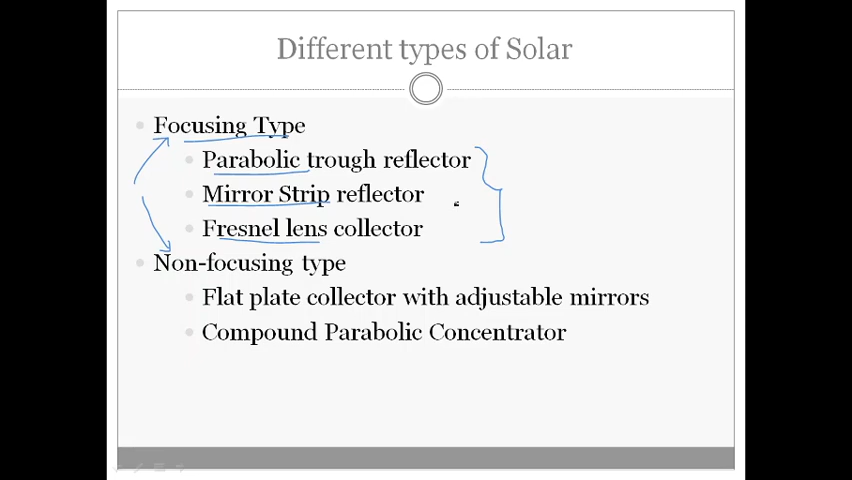 Different types of Solar
Focusing Type
Parabolic trough reflector
Mirror Strip reflector
Fresnel lens collector
Non-focusing type
Flat plate collector with adjustable mirrors
Compound Parabolic Concentrator